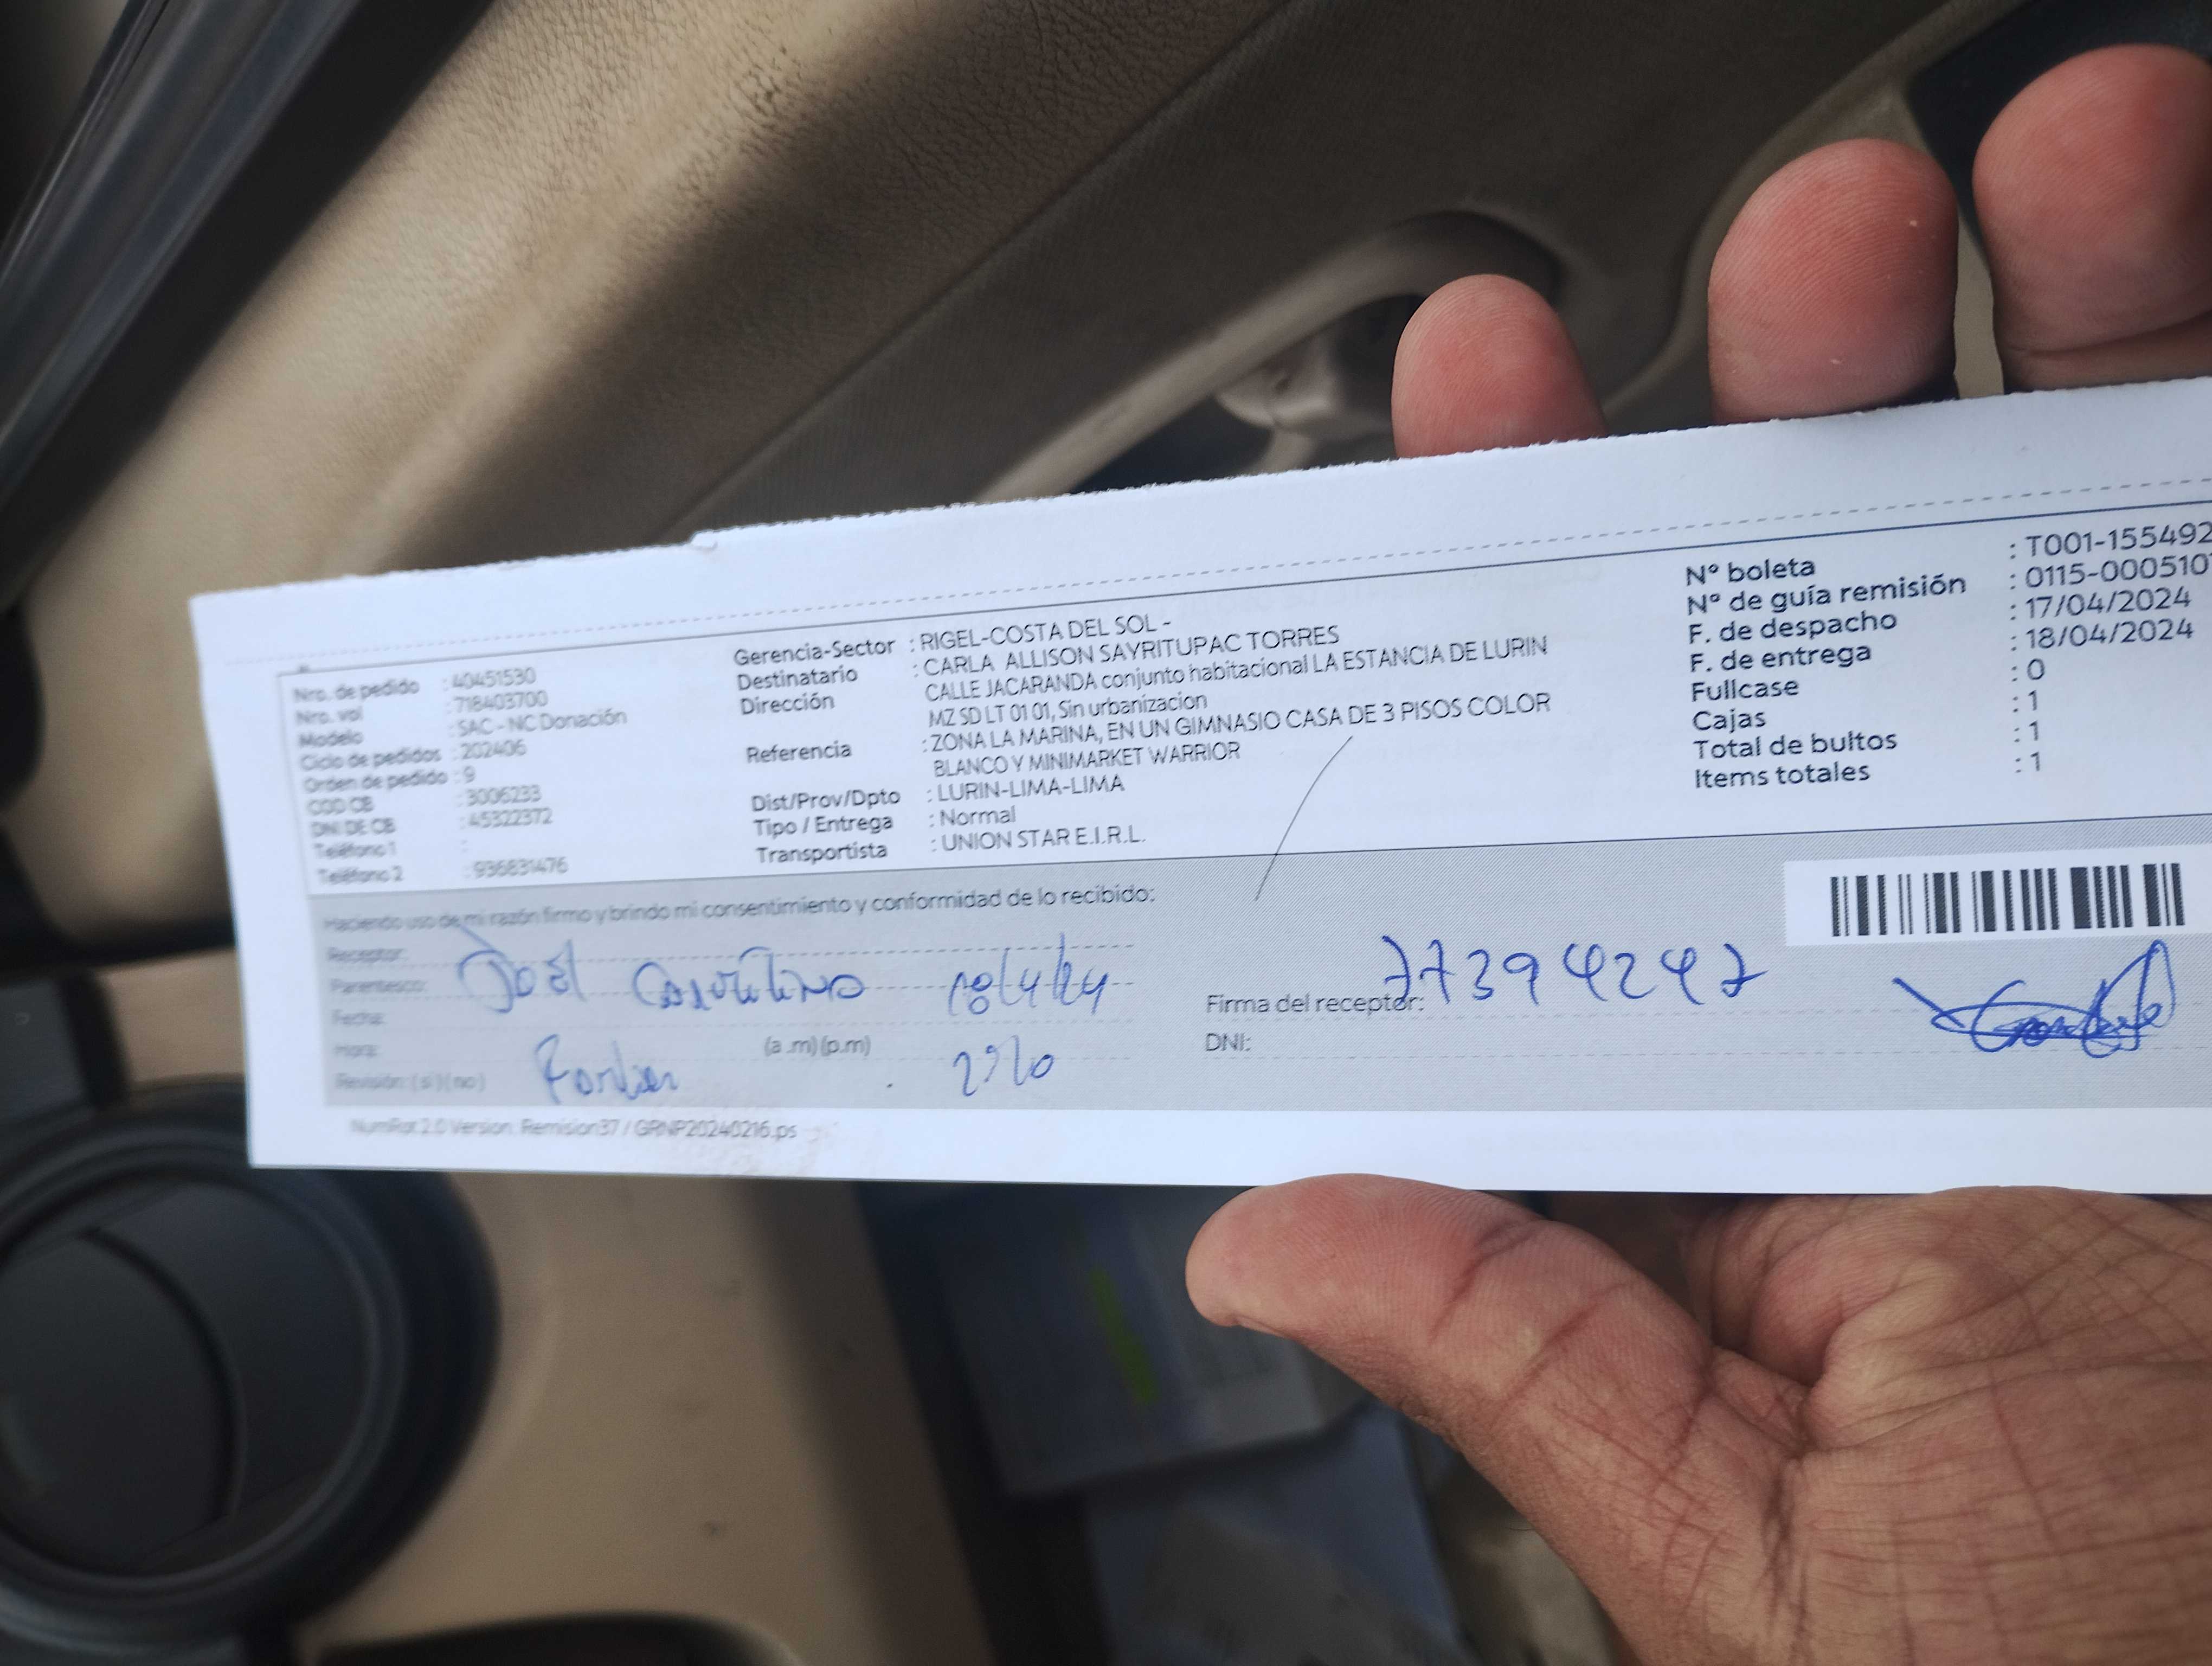 Nro. de pedido : 40451530
Nro. vol : 718403700
Modelo : SAC - NC Donación
Ciclo de pedidos : 202406
Orden de pedido : 9
COD CB : 3006233
DNI DE CB : 45322372
Teléfono 1 :
Teléfono 2 : 936831476
Gerencia-Sector : RIGEL-COSTA DEL SOL -
Destinatario : CARLA ALLISON SAYRITUPAC TORRES
Dirección CALLE JACARANDA conjunto habitacional LA ESTANCIA DE LURIN
MZ SD LT 01 01, Sin urbanizacion
Referencia : ZONA LA MARINA, EN UN GIMNASIO CASA DE 3 PISOS COLOR
BLANCO Y MINIMARKET WARRIOR
Dist/Prov/Dpto : LURIN-LIMA-LIMA
Tipo / Entrega : Normal
Transportista : UNION STAR E.I.R.L.
N° boleta : T001-155492
N° de guía remisión : 0115-000510
F. de despacho : 17/04/2024
F. de entrega : 18/04/2024
Fullcase : 0
Cajas : 1
Total de bultos : 1
Items totales : 1
Haciendo uso de mi razón firmo y brindo mi consentimiento y conformidad de lo recibido:
Receptor:
Parentesco: Joél 18/4/24
Fecha:
Hora: (a .m) (p.m)
Revisión: (si) (no)
Firma del receptor: 77394247
DNI:
NumRot 2.0 Version: Remision37 / GRNP20240216.ps